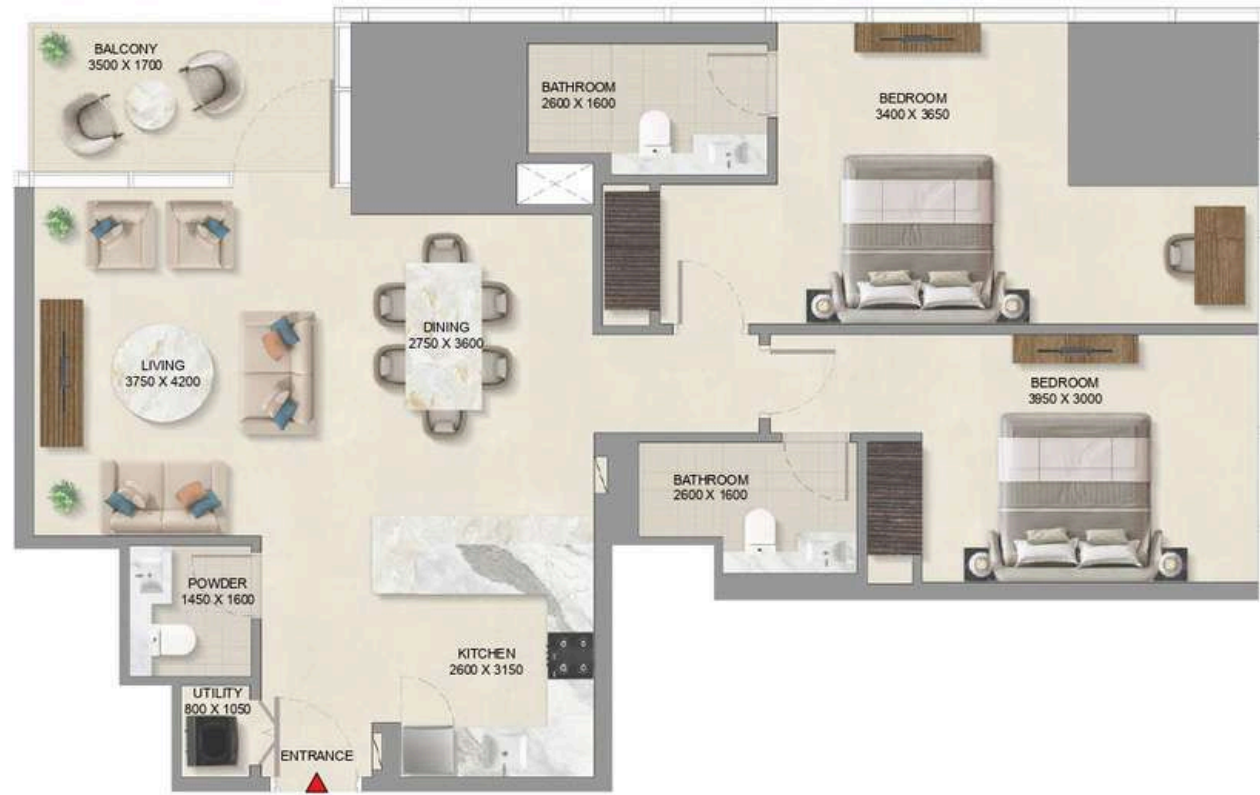 BALCONY
3500 X 1700
BATHROOM
2600 X 1600
BEDROOM
3400 X 3650
LIVING
3750 X 4200
DINING
2750 X 3600
BEDROOM
3950 X 3000
BATHROOM
2600 X 1600
POWDER
1450 X 1600
KITCHEN
2600 X 3150
UTILITY
800 X 1050
ENTRANCE